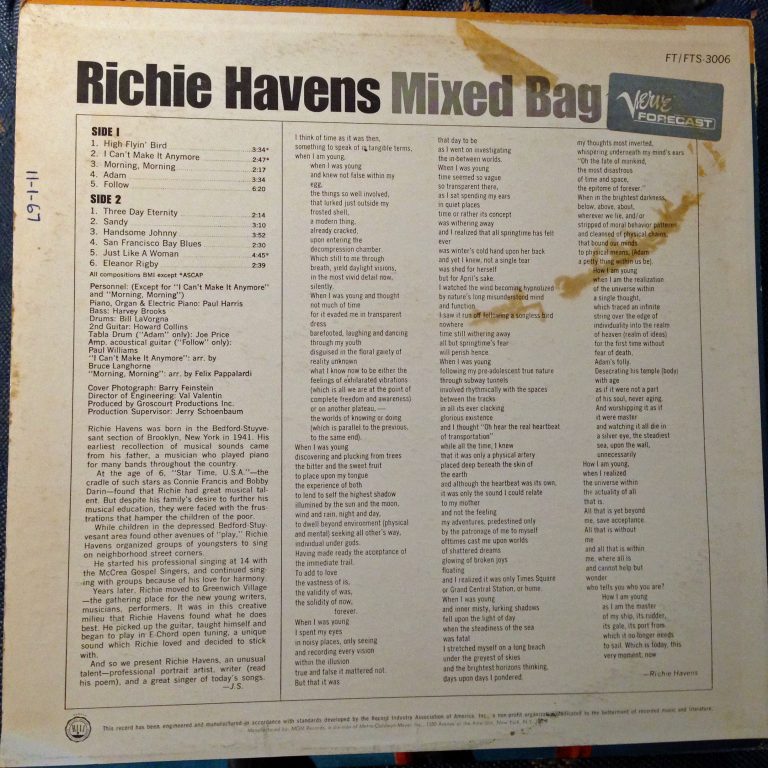 FT/FTS-3006
Richie Havens Mixed Bag
Verve
FORECAST
11-1-67
SIDE 1
1. High Flyin' Bird 3:34*
2. I Can't Make It Anymore 2:47*
3. Morning, Morning 2:17
4. Adam 3:34
5. Follow 6:20
SIDE 2
1. Three Day Eternity 2:14
2. Sandy 3:10
3. Handsome Johnny 3:52
4. San Francisco Bay Blues 2:30
5. Just Like A Woman 4:45*
6. Eleanor Rigby 2:39
All compositions BMI except *ASCAP
Personnel: (Except for "I Can't Make It Anymore"
and "Morning, Morning")
Piano, Organ & Electric Piano: Paul Harris
Bass: Harvey Brooks
Drums: Bill LaVorgna
2nd Guitar: Howard Collins
Tabla Drum ("Adam" only): Joe Price
Amp. acoustical guitar ("Follow" only):
Paul Williams
"I Can't Make It Anymore": arr. by
Bruce Langhorne
"Morning, Morning": arr. by Felix Pappalardi
Cover Photograph: Barry Feinstein
Director of Engineering: Val Valentin
Produced by Groscourt Productions Inc.
Production Supervisor: Jerry Schoenbaum
Richie Havens was born in the Bedford-Stuyve-
sant section of Brooklyn, New York in 1941. His
earliest recollection of musical sounds came
from his father, a musician who played piano
for many bands throughout the country.
At the age of 6, "Star Time, U.S.A."—the
cradle of such stars as Connie Francis and Bobby
Darin—found that Richie had great musical tal-
ent. But despite his family's desire to further his
musical education, they were faced with the frus-
trations that hamper the children of the poor.
While children in the depressed Bedford-Stuy-
vesant area found other avenues of "play," Richie
Havens organized groups of youngsters to sing
on neighborhood street corners.
He started his professional singing at 14 with
the McCrea Gospel Singers, and continued sing-
ing with groups because of his love for harmony.
Years later, Richie moved to Greenwich Village
—the gathering place for the new young writers,
musicians, performers. It was in this creative
milieu that Richie Havens found what he does
best. He picked up the guitar, taught himself and
began to play in E-Chord open tuning, a unique
sound which Richie loved and decided to stick
with.
And so we present Richie Havens, an unusual
talent—professional portrait artist, writer (read
his poem), and a great singer of today's songs.
—J.S.
I think of time as it was then,
something to speak of in tangible terms,
when I am young,
when I was young
and knew not false within my
egg,
the things so well involved,
that lurked just outside my
frosted shell,
a modern thing,
already cracked,
upon entering the
decompression chamber.
Which still to me through
breath, yield daylight visions,
in the most vivid detail now,
silently.
When I was young and thought
not much of time
for it evaded me in transparent
dress
barefooted, laughing and dancing
through my youth
disguised in the floral gaiety of
reality unknown
what I know now to be either the
feelings of exhilarated vibrations
(which is all we are at the point of
complete freedom and awareness)
or on another plateau, —
the worlds of knowing or doing
(which is parallel to the previous,
to the same end).
When I was young
discovering and plucking from trees
the bitter and the sweet fruit
to place upon my tongue
the experience of both
to lend to self the highest shadow
illumined by the sun and the moon,
wind and rain, night and day,
to dwell beyond environment (physical
and mental) seeking all other's way,
individual under gods.
Having made ready the acceptance of
the immediate trail.
To add to love
the vastness of is,
the validity of was,
the solidity of now,
forever.
When I was young
I spent my eyes
in noisy places, only seeing
and recording every vision
within the illusion
true and false it mattered not.
But that it was
that day to be
as I went on investigating
the in-between worlds.
When I was young
time seemed so vague
so transparent there,
as I sat spending my ears
in quiet places
time or rather its concept
was withering away
and I realized that all springtime has felt
ever
was winter's cold hand upon her back
and yet I knew, not a single tear
was shed for herself
but for April's sake.
I watched the wind becoming hypnotized
by nature's long misunderstood mind
and function
I saw it run off following a songless bird
nowhere
time still withering away
all but springtime's fear
will perish hence
When I was young
following my pre-adolescent true nature
through subway tunnels
involved rhythmically with the spaces
between the tracks
in all its ever clacking
glorious existence
and I thought "Oh hear the real heartbeat
of transportation"
while all the time, I knew
that it was only a physical artery
placed deep beneath the skin of
the earth
and although the heartbeat was its own,
it was only the sound I could relate
to my mother
and not the feeling
my adventures, predestined only
by the patronage of me to myself
ofttimes cast me upon worlds
of shattered dreams
glowing of broken joys
floating
and I realized it was only Times Square
or Grand Central Station, or home.
When I was young
and inner misty, lurking shadows
fell upon the light of day
when the steadiness of the sea
was fatal
I stretched myself on a long beach
under the greyest of skies
and the brightest horizons thinking,
days upon days I pondered.
my thoughts most inverted,
whispering underneath my mind's ears
"Oh the fate of mankind,
the most disastrous
of time and space,
the epitome of forever."
When in the brightest darkness,
below, above, about,
wherever we lie, and/or
stripped of moral behavior patterns
and cleansed of physical chains,
that bound our minds
to physical means, (Adam
a petty thing within us be).
How I am young
when I am the realization
of the universe within
a single thought,
which traced an infinite
string over the edge of
individuality into the realm
of heaven (realm of ideas)
for the first time without
fear of death,
Adam's folly.
Desecrating his temple (body)
with age
as if it were not a part
of his soul, never aging.
And worshipping it as if
it were master
and watching it all die in
a silver eye, the steadiest
sea, upon the wall,
unnecessarily
How I am young,
when I realized
the universe within
the actuality of all
that is.
All that is yet beyond
me, save acceptance.
All that is without
me
and all that is within
me. where all is
and cannot help but
wonder
who tells you who you are?
How I am young
as I am the master
of my ship, its rudder,
its gale, its port from
which it no longer needs
to sail. Which is today, this
very moment, now
—Richie Havens
This record has been engineered and manufactured in accordance with standards developed by the Record Industry Association of America, Inc., a non-profit organization dedicated to the betterment of recorded music and literature.
Manufactured by MGM Records, a division of Metro-Goldwyn-Mayer Inc., 1350 Avenue of the Americas, New York, N.Y.